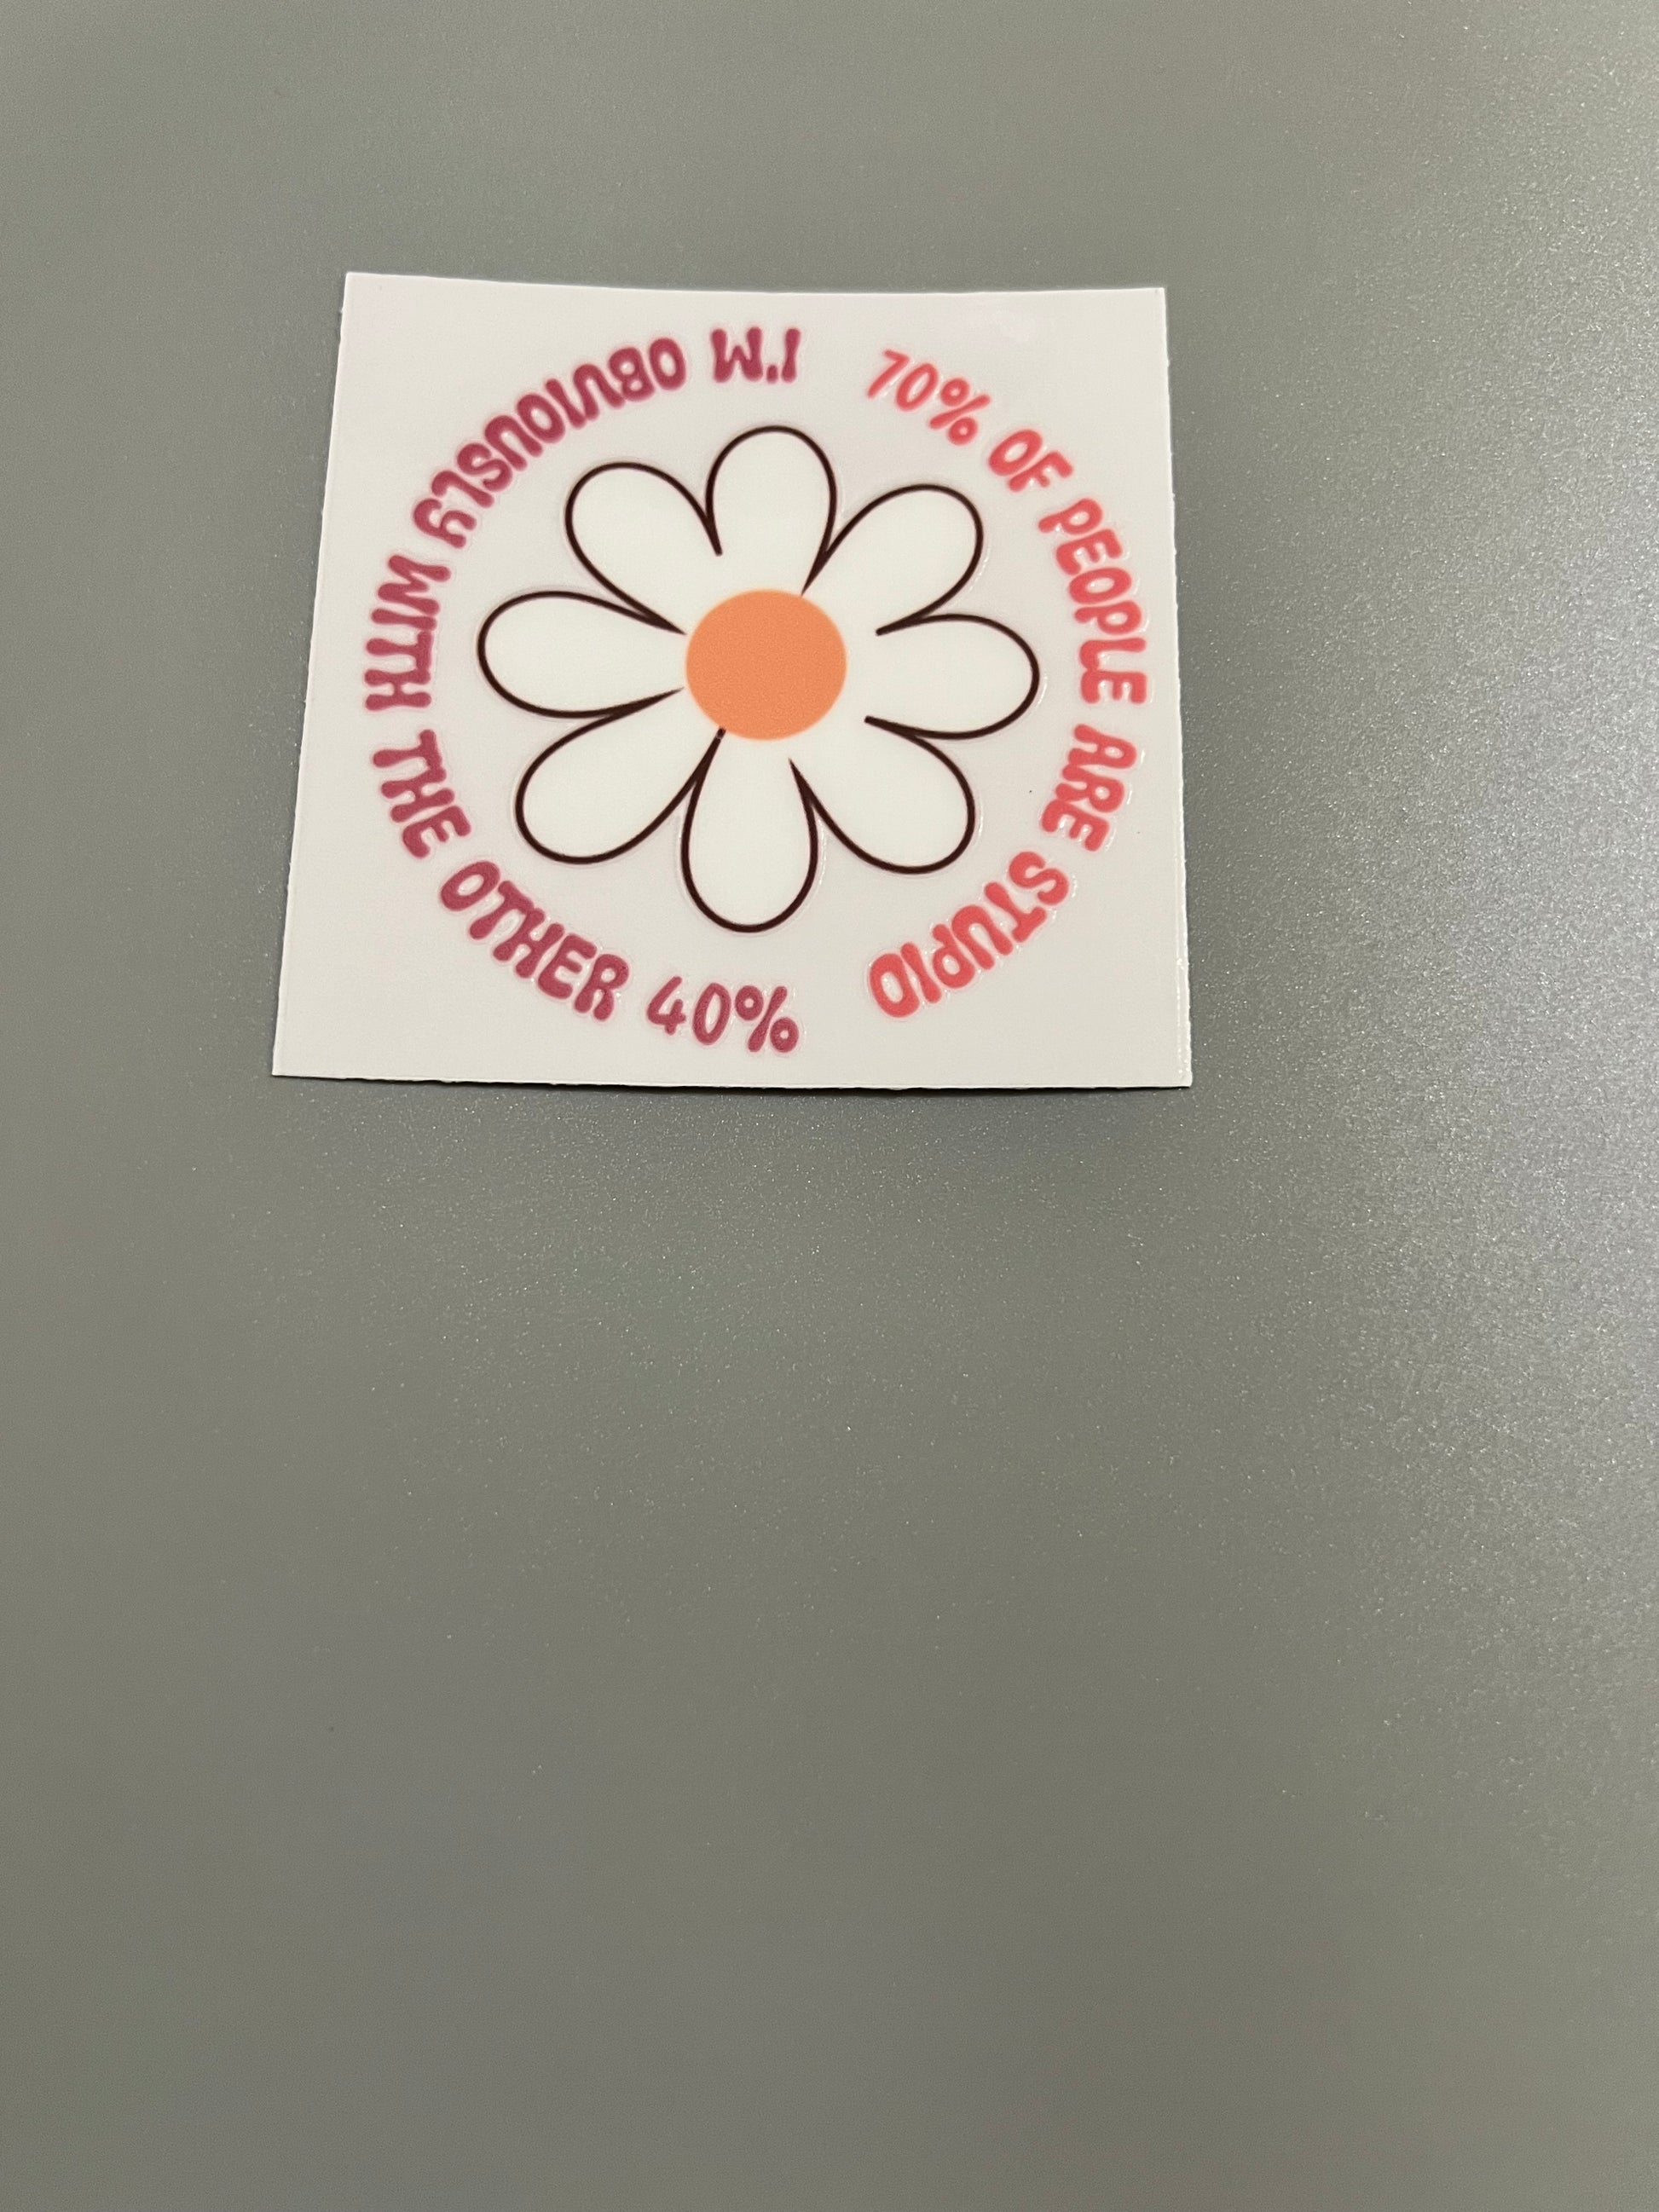 70% OF PEOPLE ARE STUPID
I'M OBVIOUSLY WITH THE OTHER 40%